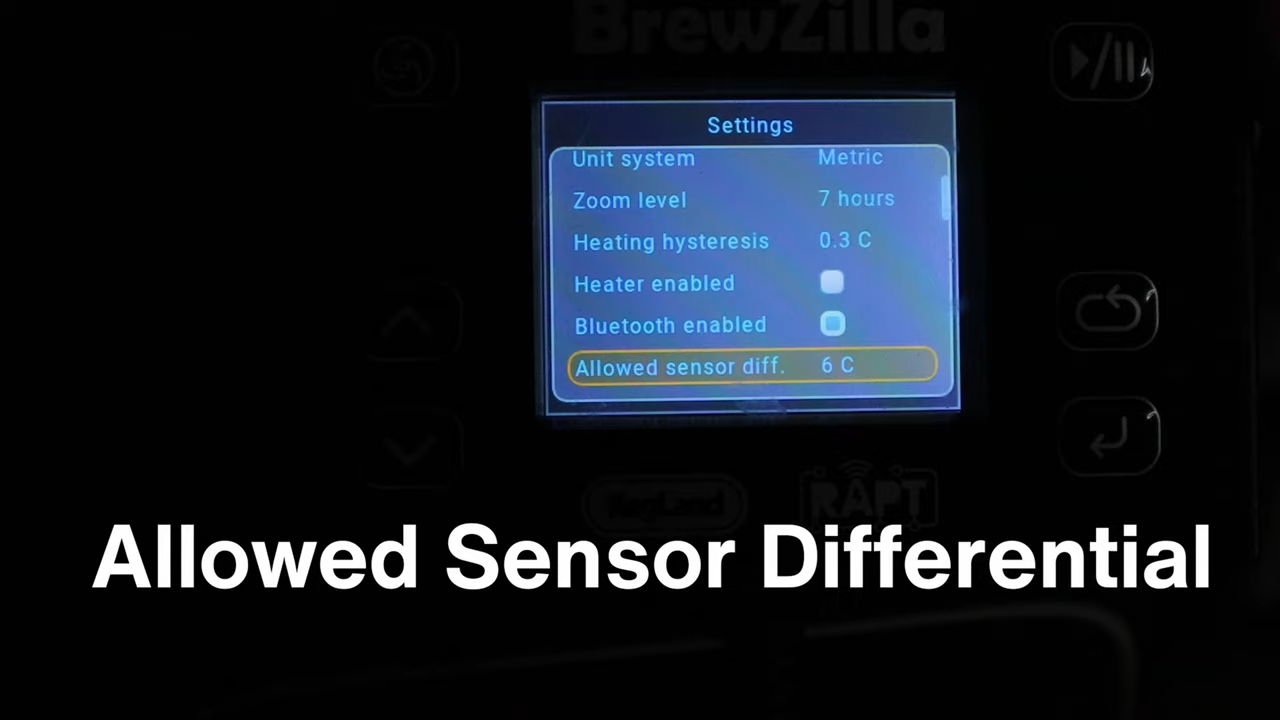 BrewZilla
Settings
Unit system Metric
Zoom level 7 hours
Heating hysteresis 0.3 C
Heater enabled
Bluetooth enabled
Allowed sensor diff. 6 C
KegLand RAPT
Allowed Sensor Differential